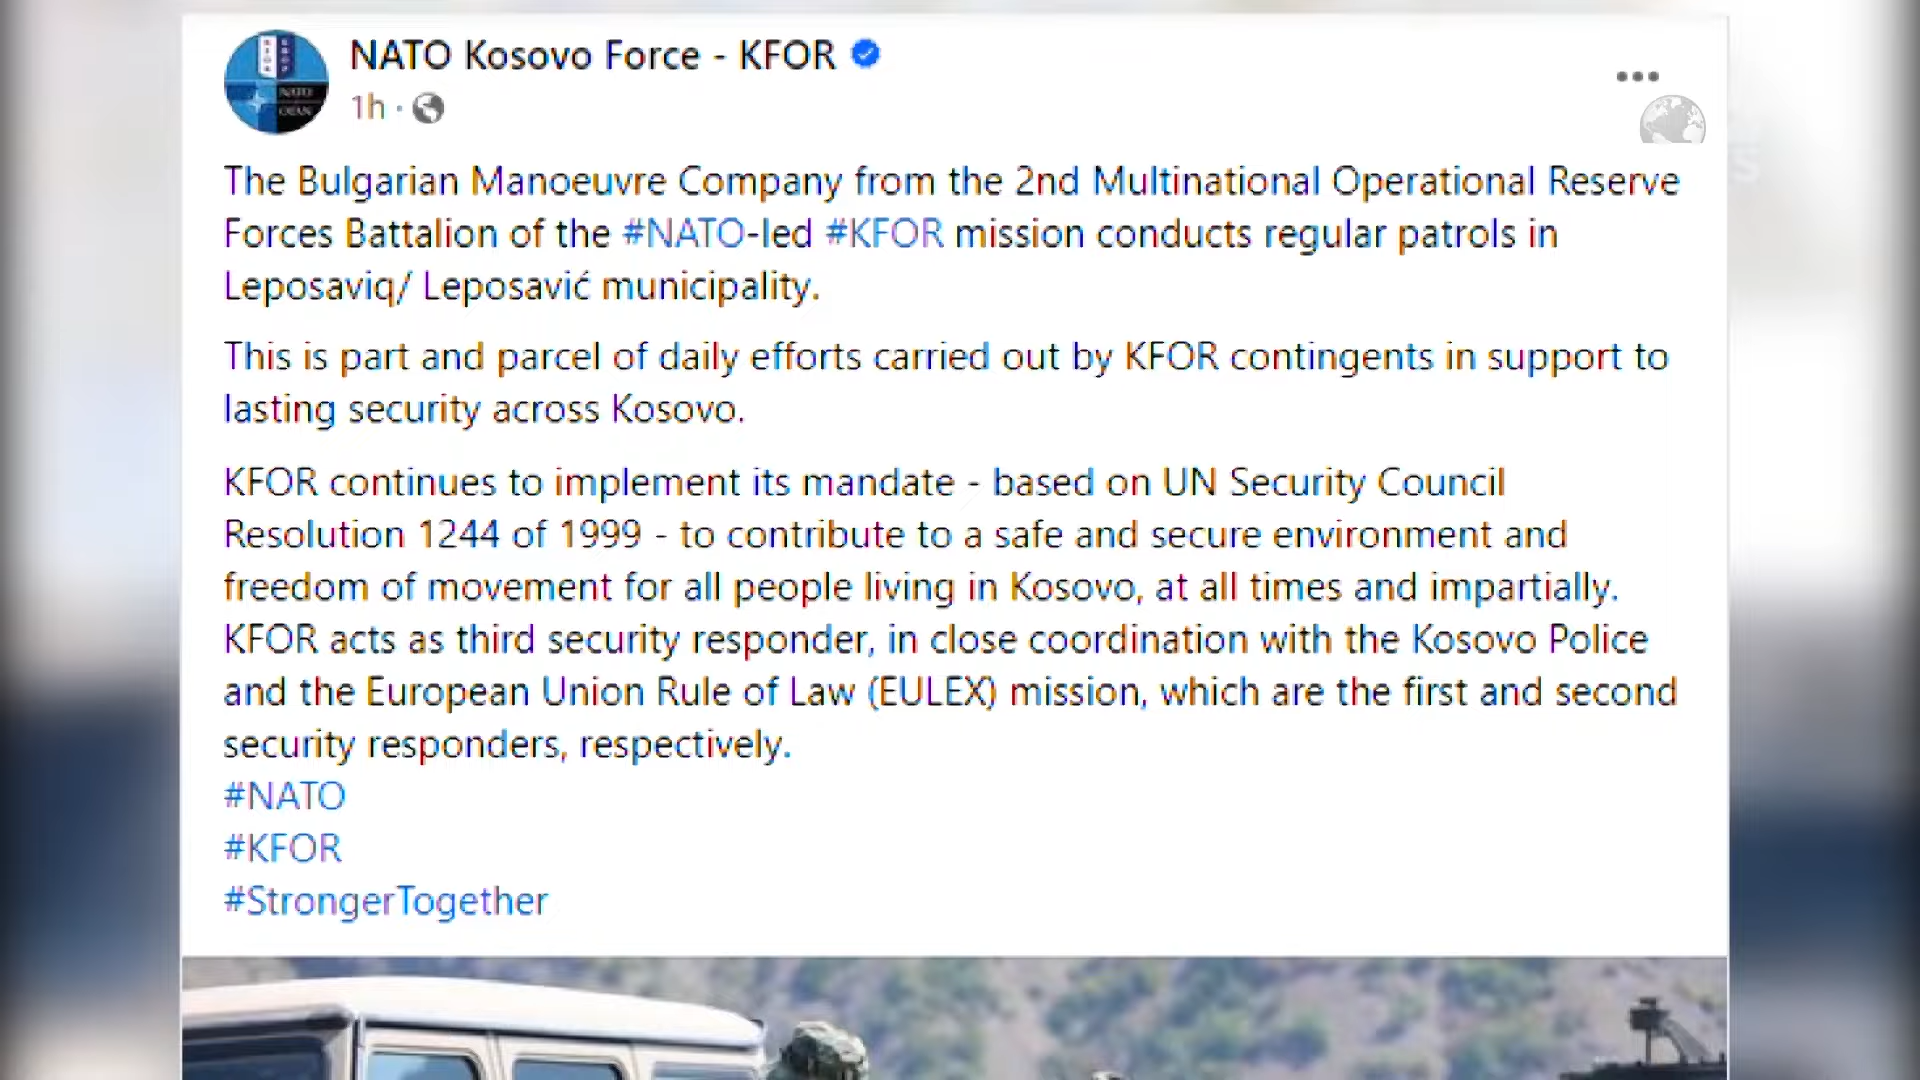 NATO Kosovo Force - KFOR
1h ·
The Bulgarian Manoeuvre Company from the 2nd Multinational Operational Reserve
Forces Battalion of the #NATO-led #KFOR mission conducts regular patrols in
Leposaviq/ Leposavić municipality.
This is part and parcel of daily efforts carried out by KFOR contingents in support to
lasting security across Kosovo.
KFOR continues to implement its mandate - based on UN Security Council
Resolution 1244 of 1999 - to contribute to a safe and secure environment and
freedom of movement for all people living in Kosovo, at all times and impartially.
KFOR acts as third security responder, in close coordination with the Kosovo Police
and the European Union Rule of Law (EULEX) mission, which are the first and second
security responders, respectively.
#NATO
#KFOR
#StrongerTogether